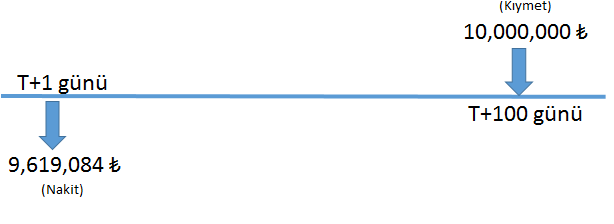 (Kıymet)
10,000,000 ₺
T+1 günü
T+100 günü
9,619,084 ₺
(Nakit)